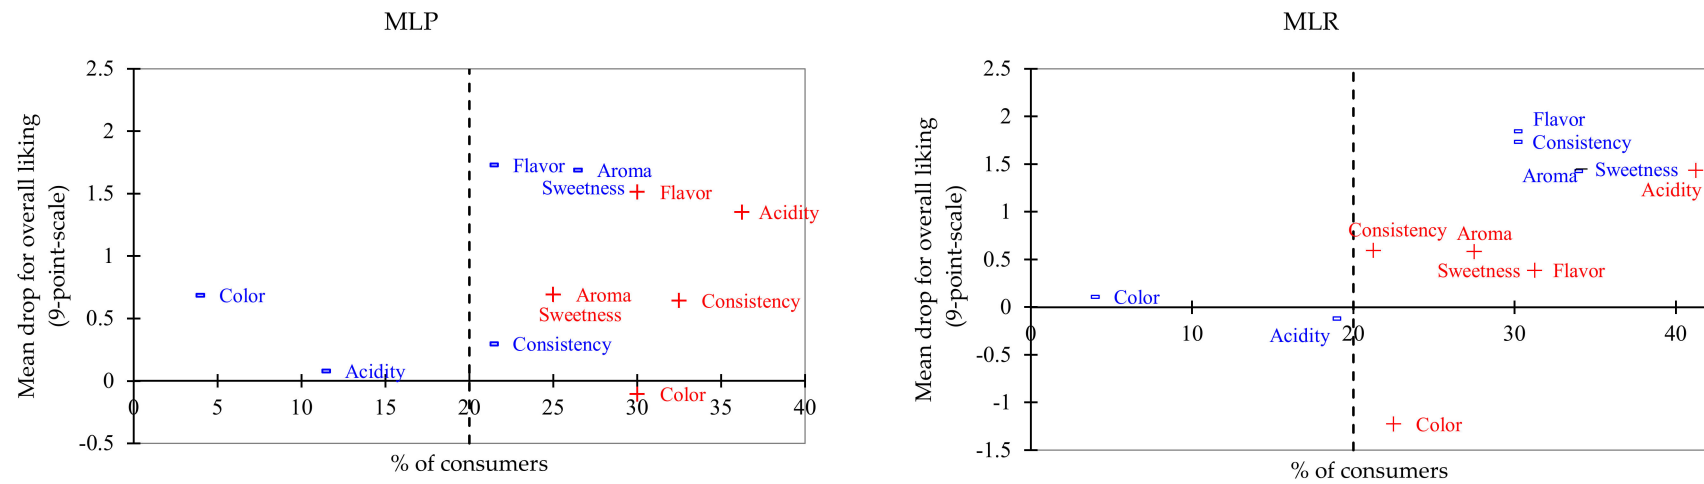 MLP
2.5
2
1.5
1
0.5
0
-0.5
Mean drop for overall liking
(9-point-scale)
Flavor
Aroma
Sweetness
Flavor
Acidity
Color
Aroma
Sweetness
Consistency
Consistency
Acidity
Color
0
5
10
15
20
25
30
35
40
% of consumers
MLR
2.5
2
1.5
1
0.5
0
-0.5
-1
-1.5
Mean drop for overall liking
(9-point-scale)
Flavor
Consistency
Aroma
Sweetness
Acidity
Consistency
Aroma
Sweetness
Flavor
Color
Acidity
Color
0
10
20
30
40
% of consumers